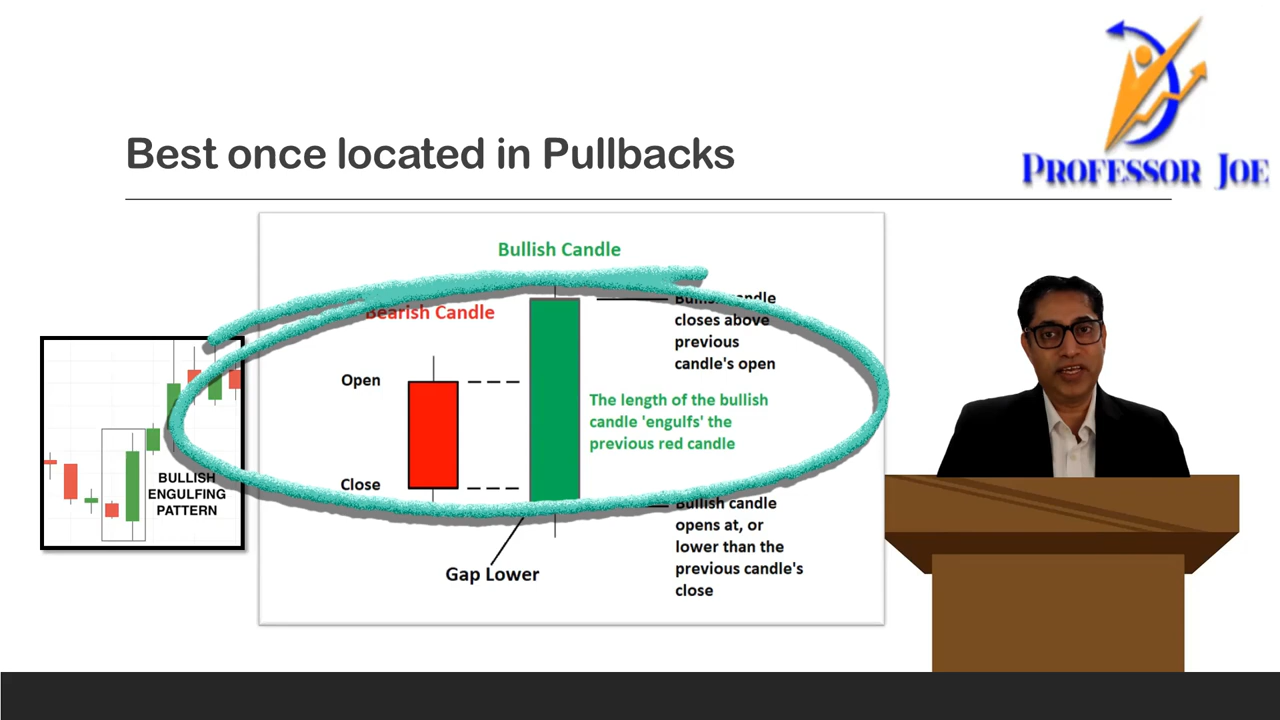 PROFESSOR JOE
Best once located in Pullbacks
Bullish Candle
Bearish Candle
Bullish candle
closes above
previous
candle's open
Open
The length of the bullish
candle 'engulfs' the
previous red candle
Close
BULLISH
ENGULFING
PATTERN
Bullish candle
opens at, or
lower than the
previous candle's
close
Gap Lower